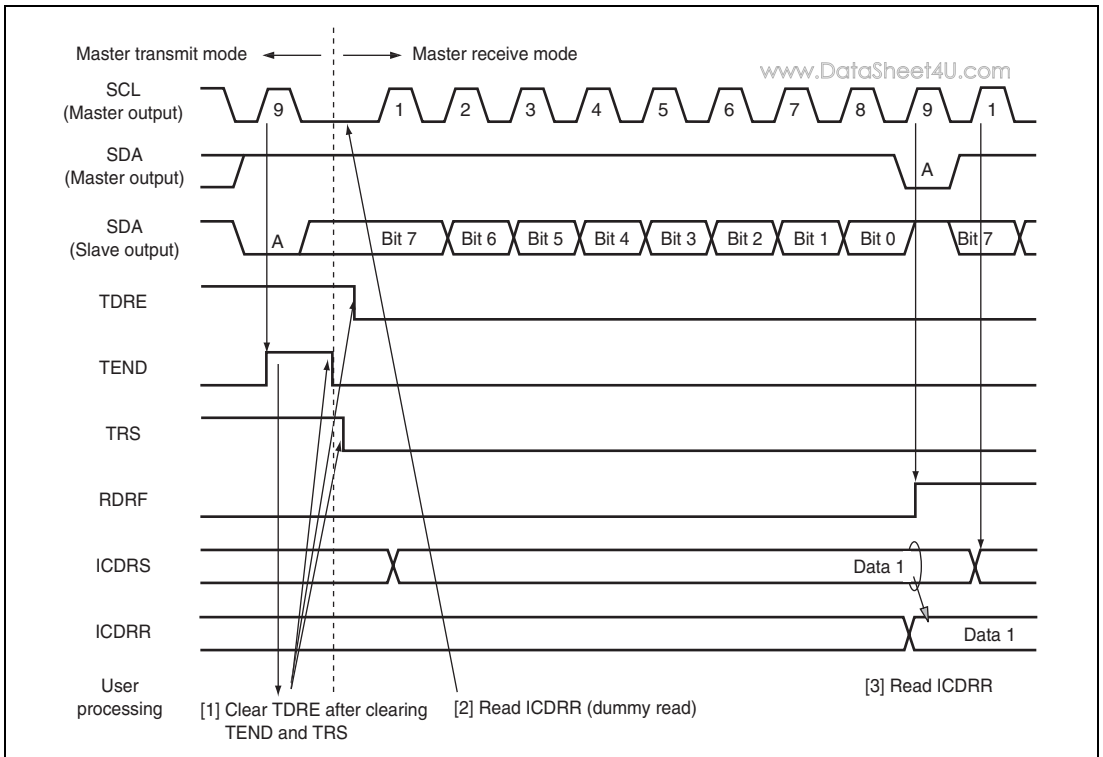 Master transmit mode
Master receive mode
www.DataSheet4U.com
SCL
(Master output)
9 1 2 3 4 5 6 7 8 9 1
SDA
(Master output)
A
SDA
(Slave output)
A Bit 7 Bit 6 Bit 5 Bit 4 Bit 3 Bit 2 Bit 1 Bit 0 Bit 7
TDRE
TEND
TRS
RDRF
ICDRS
Data 1
ICDRR
Data 1
User
processing
[1] Clear TDRE after clearing
TEND and TRS
[2] Read ICDRR (dummy read)
[3] Read ICDRR